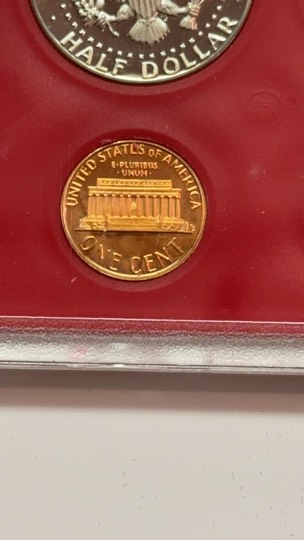 HALF DOLLAR
UNITED STATES OF AMERICA
E·PLURIBUS
·UNUM·
ONE CENT